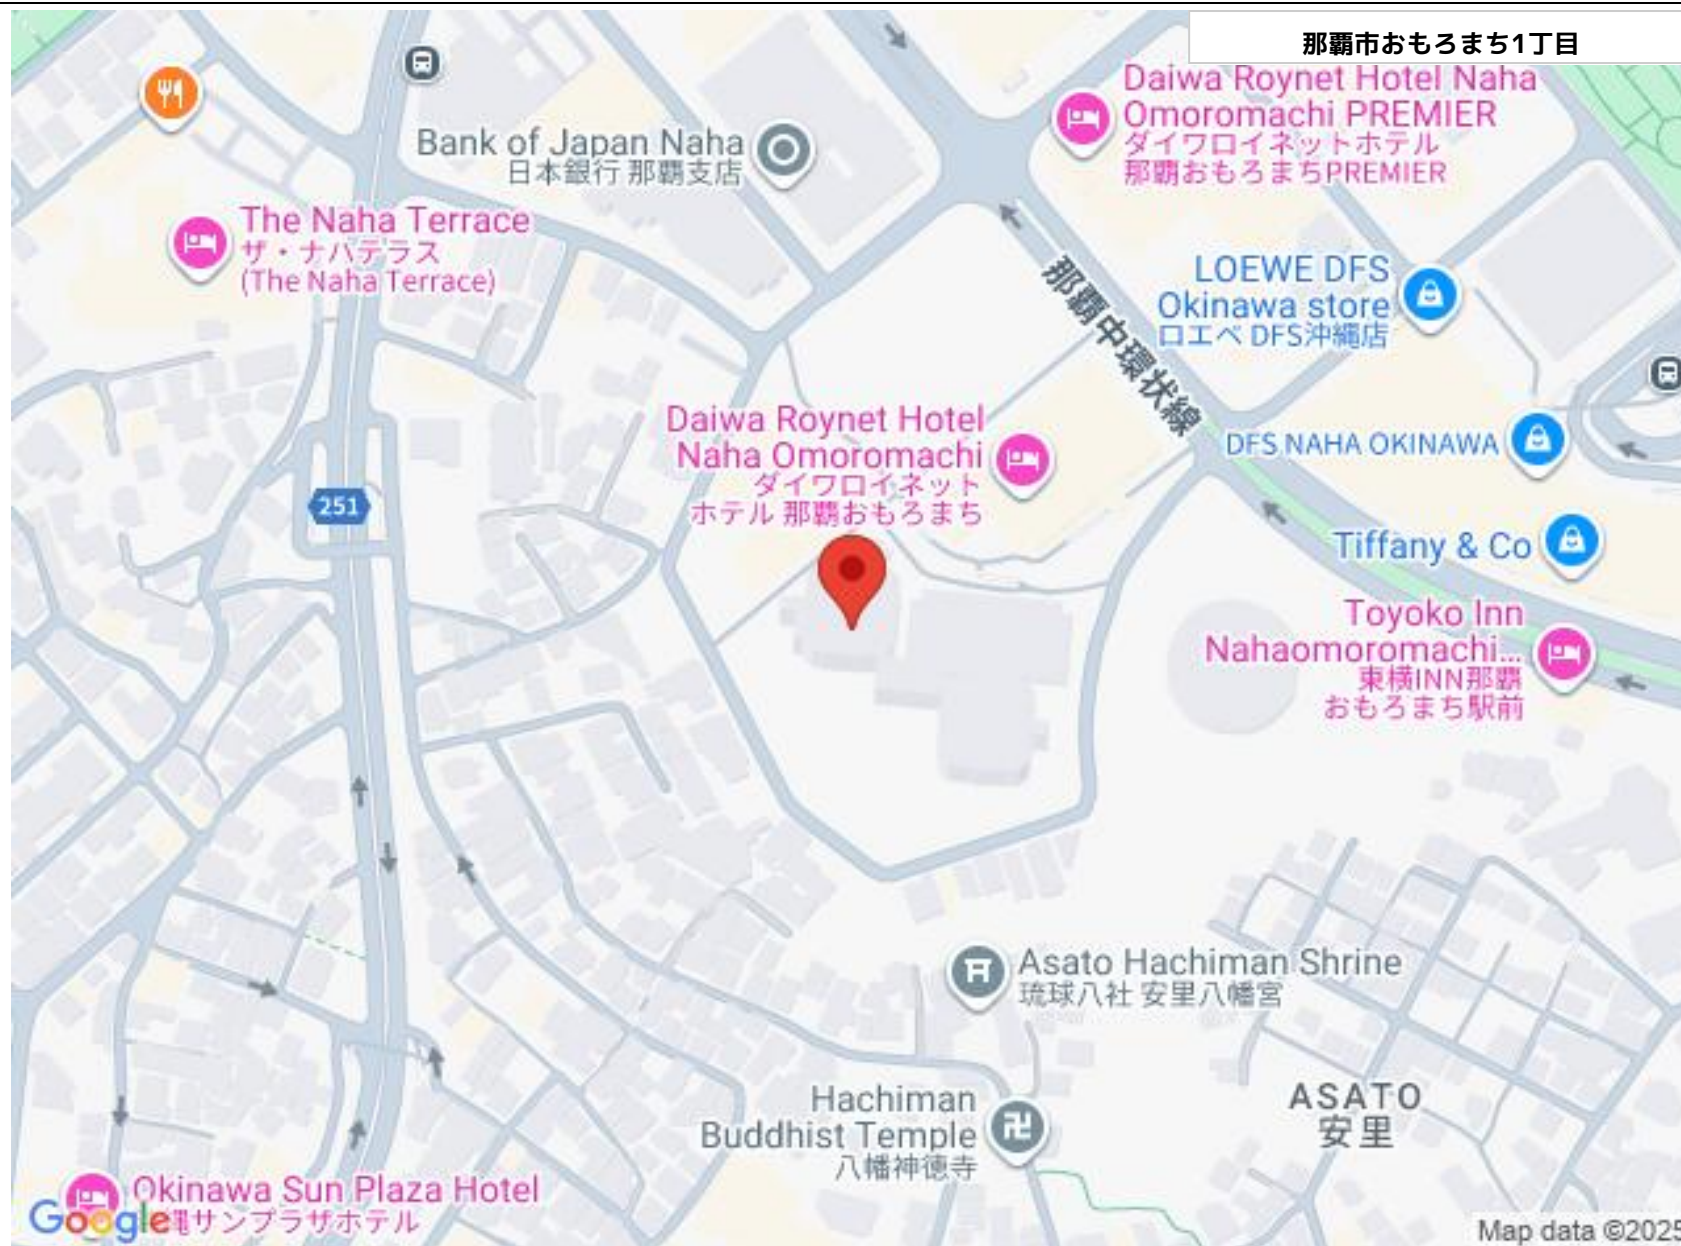 那覇市おもろまち1丁目
Daiwa Roynet Hotel Naha
Omoromachi PREMIER
ダイワロイネットホテル
那覇おもろまちPREMIER
Bank of Japan Naha
日本銀行 那覇支店
The Naha Terrace
ザ・ナハテラス
(The Naha Terrace)
那覇中環状線
LOEWE DFS
Okinawa store
ロエベ DFS沖縄店
Daiwa Roynet Hotel
Naha Omoromachi
ダイワロイネット
ホテル 那覇おもろまち
DFS NAHA OKINAWA
251
Tiffany & Co
Toyoko Inn
Nahaomoromachi...
東横INN那覇
おもろまち駅前
Asato Hachiman Shrine
琉球八社 安里八幡宮
Hachiman
Buddhist Temple
八幡神徳寺
ASATO
安里
Okinawa Sun Plaza Hotel
縄サンプラザホテル
Google
Map data ©2025